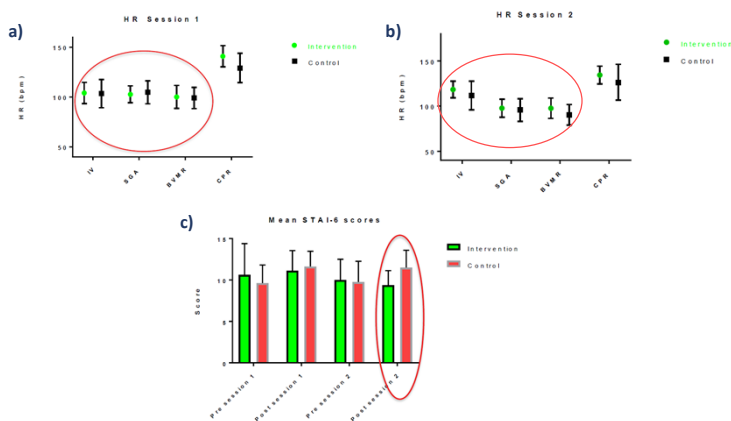 a)
HR Session 1
HR (bpm)
150
100
50
IV
SGA
BVMR
CPR
Intervention
Control
b)
HR Session 2
HR (bpm)
150
100
50
IV
SGA
BVMR
CPR
Intervention
Control
c)
Mean STAI-6 scores
Score
15
10
5
0
Pre session 1
Post session 1
Pre session 2
Post session 2
Intervention
Control